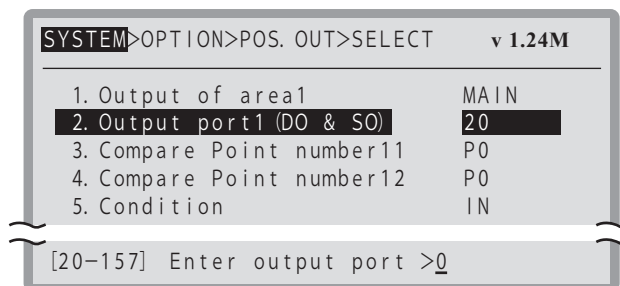 SYSTEM>OPTION>POS. OUT>SELECT v 1.24M
1. Output of area1 MAIN
2. Output port1(DO & SO) 20
3. Compare Point number11 P0
4. Compare Point number12 P0
5. Condition IN
[20-157] Enter output port >0